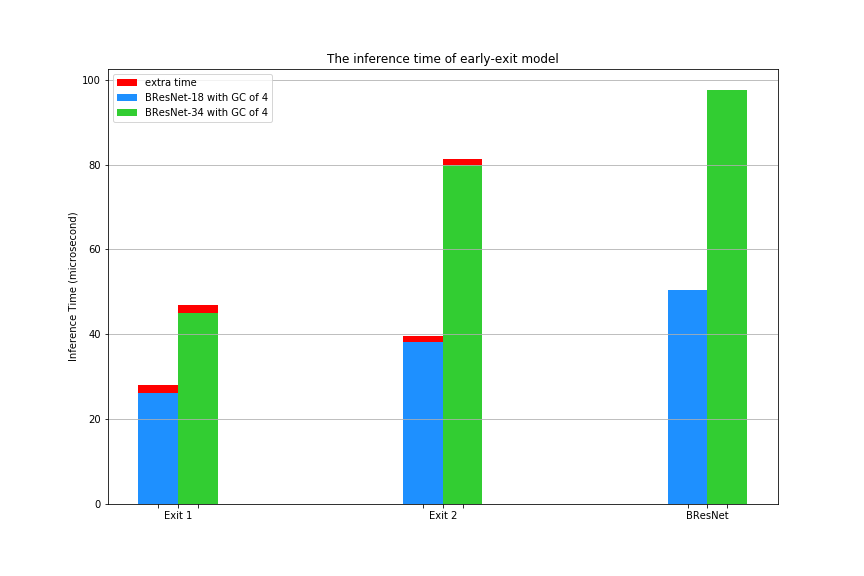 The inference time of early-exit model
extra time
BResNet-18 with GC of 4
BResNet-34 with GC of 4
Inference Time (microsecond)
100
80
60
40
20
0
Exit 1
Exit 2
BResNet